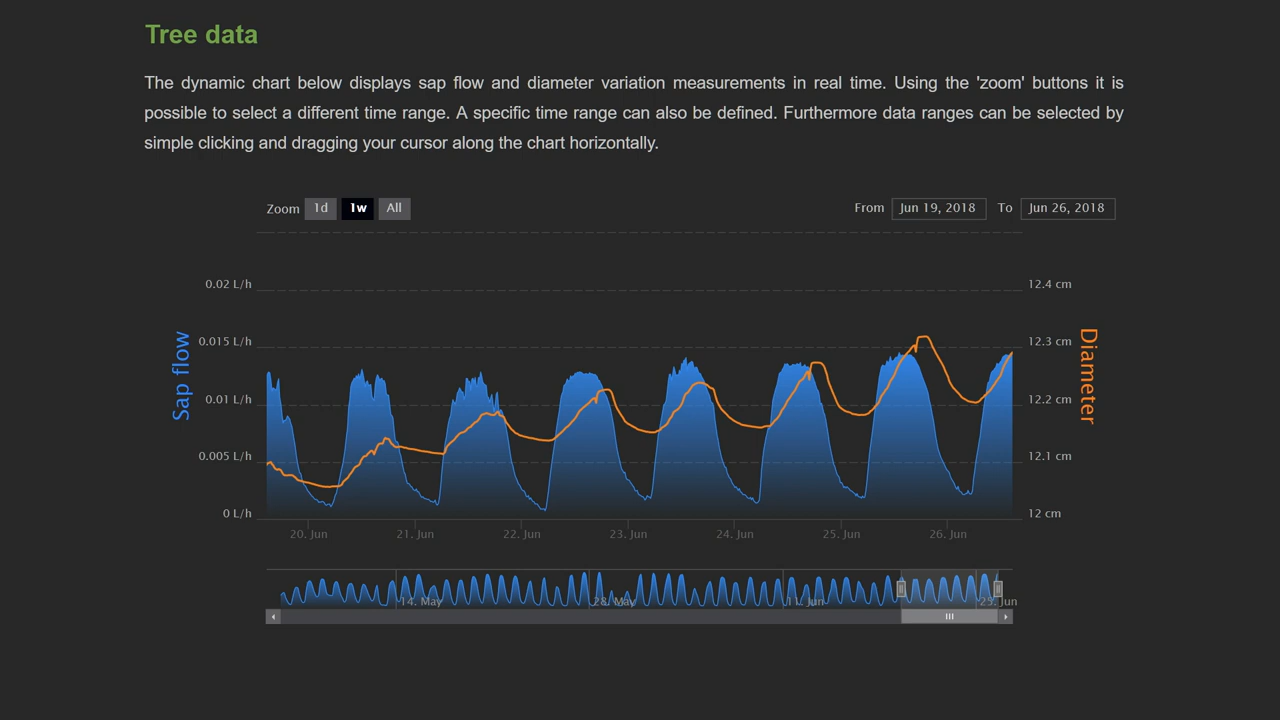 Tree data
The dynamic chart below displays sap flow and diameter variation measurements in real time. Using the 'zoom' buttons it is
possible to select a different time range. A specific time range can also be defined. Furthermore data ranges can be selected by
simple clicking and dragging your cursor along the chart horizontally.
Zoom 1d 1w All From Jun 19, 2018 To Jun 26, 2018
0.02 L/h 12.4 cm
0.015 L/h 12.3 cm
Sap flow Diameter
0.01 L/h 12.2 cm
0.005 L/h 12.1 cm
0 L/h 12 cm
20. Jun 21. Jun 22. Jun 23. Jun 24. Jun 25. Jun 26. Jun
14. May 28. May 11. Jun 25. Jun